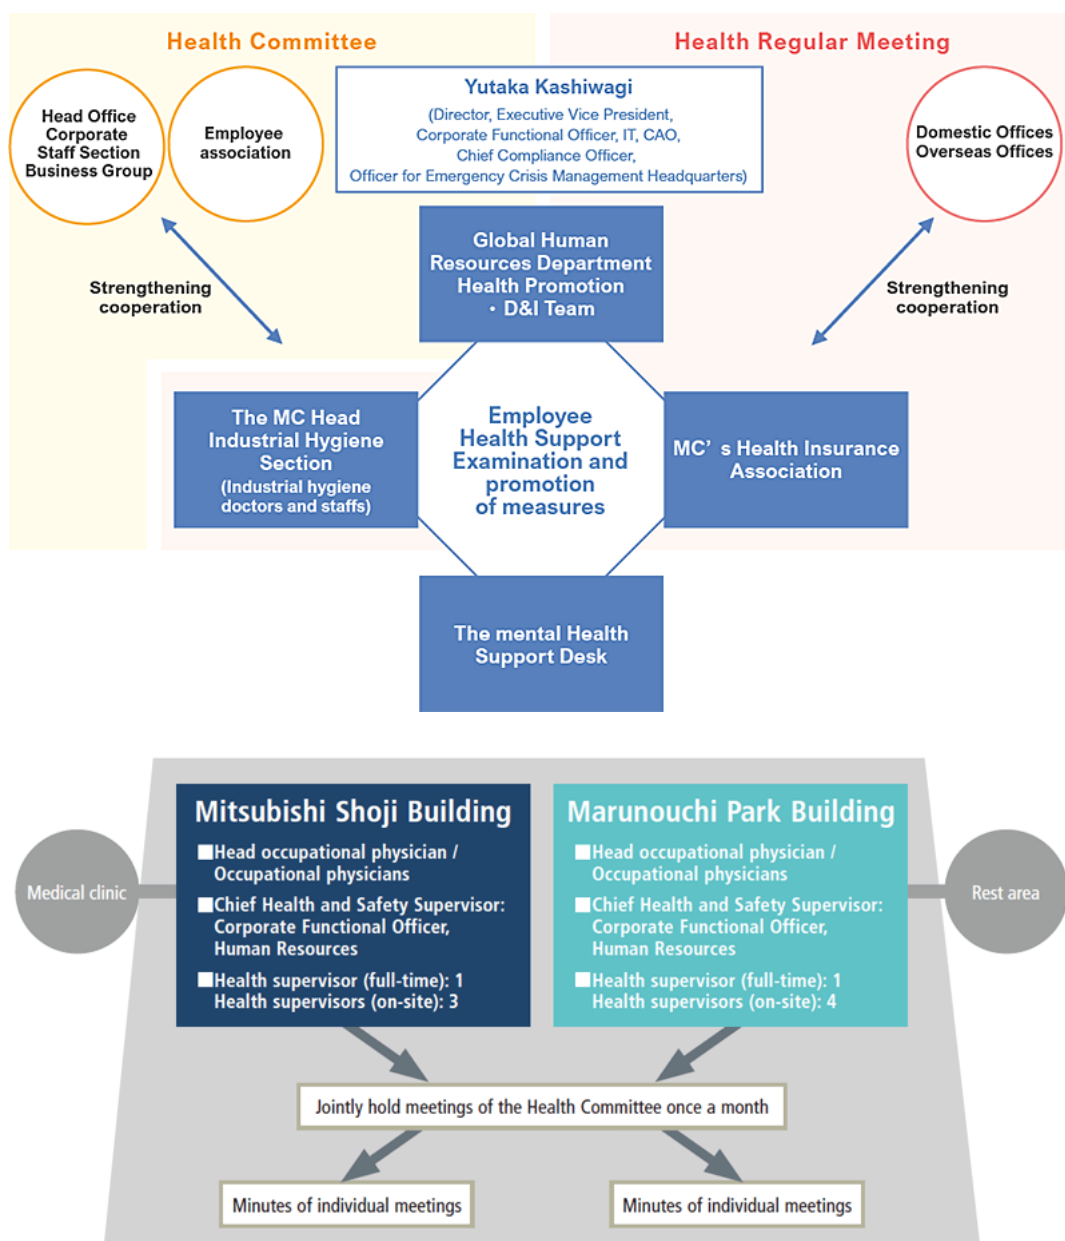 Health Committee
Health Regular Meeting
Head Office
Corporate
Staff Section
Business Group
Employee
association
Yutaka Kashiwagi
(Director, Executive Vice President,
Corporate Functional Officer, IT, CAO,
Chief Compliance Officer,
Officer for Emergency Crisis Management Headquarters)
Domestic Offices
Overseas Offices
Strengthening
cooperation
Global Human
Resources Department
Health Promotion
・D&I Team
Strengthening
cooperation
The MC Head
Industrial Hygiene
Section
(Industrial hygiene
doctors and staffs)
Employee
Health Support
Examination and
promotion
of measures
MC’s Health Insurance
Association
The mental Health
Support Desk
Medical clinic
Mitsubishi Shoji Building
■Head occupational physician /
Occupational physicians
■Chief Health and Safety Supervisor:
Corporate Functional Officer,
Human Resources
■Health supervisor (full-time): 1
Health supervisors (on-site): 3
Marunouchi Park Building
■Head occupational physician /
Occupational physicians
■Chief Health and Safety Supervisor:
Corporate Functional Officer,
Human Resources
■Health supervisor (full-time): 1
Health supervisors (on-site): 4
Rest area
Jointly hold meetings of the Health Committee once a month
Minutes of individual meetings
Minutes of individual meetings